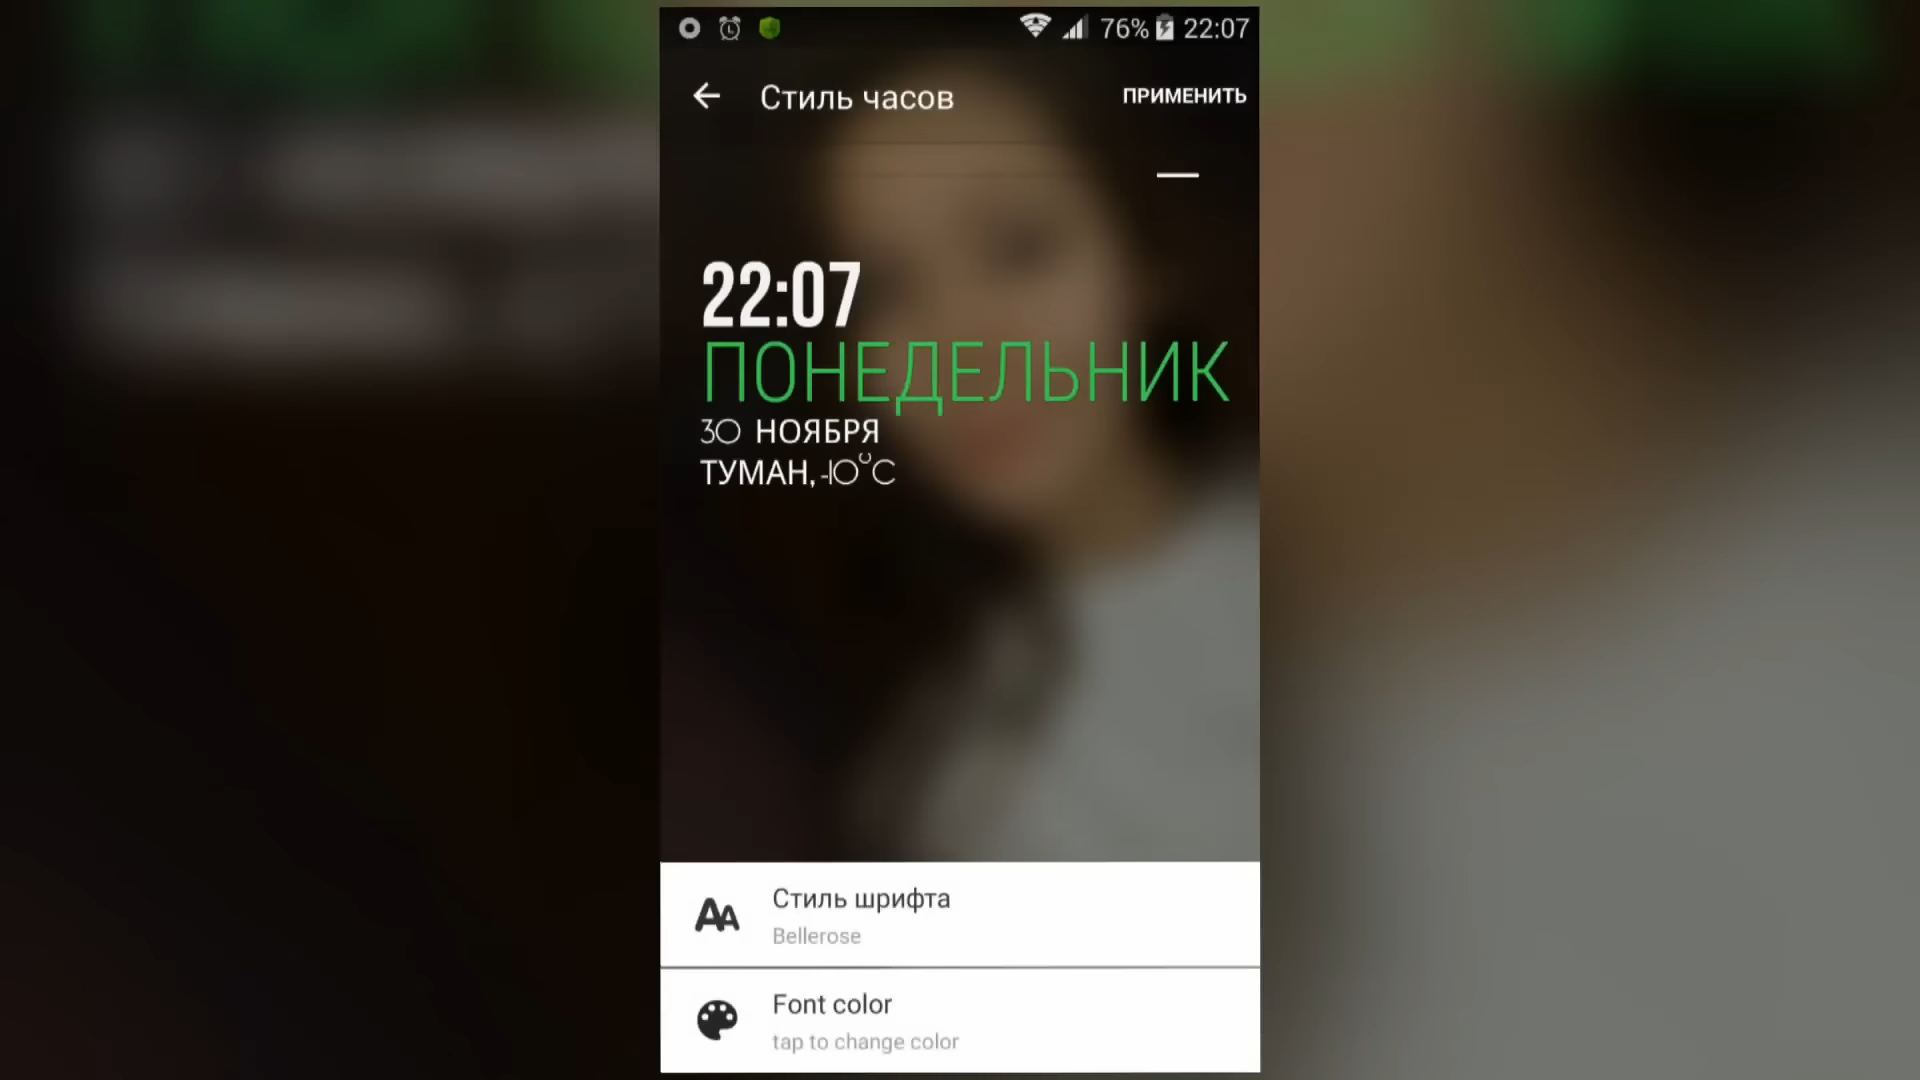 76% 22:07
Стиль часов ПРИМЕНИТЬ
22:07
ПОНЕДЕЛЬНИК
30 НОЯБРЯ
ТУМАН, -10°C
Стиль шрифта
Bellerose
Font color
tap to change color